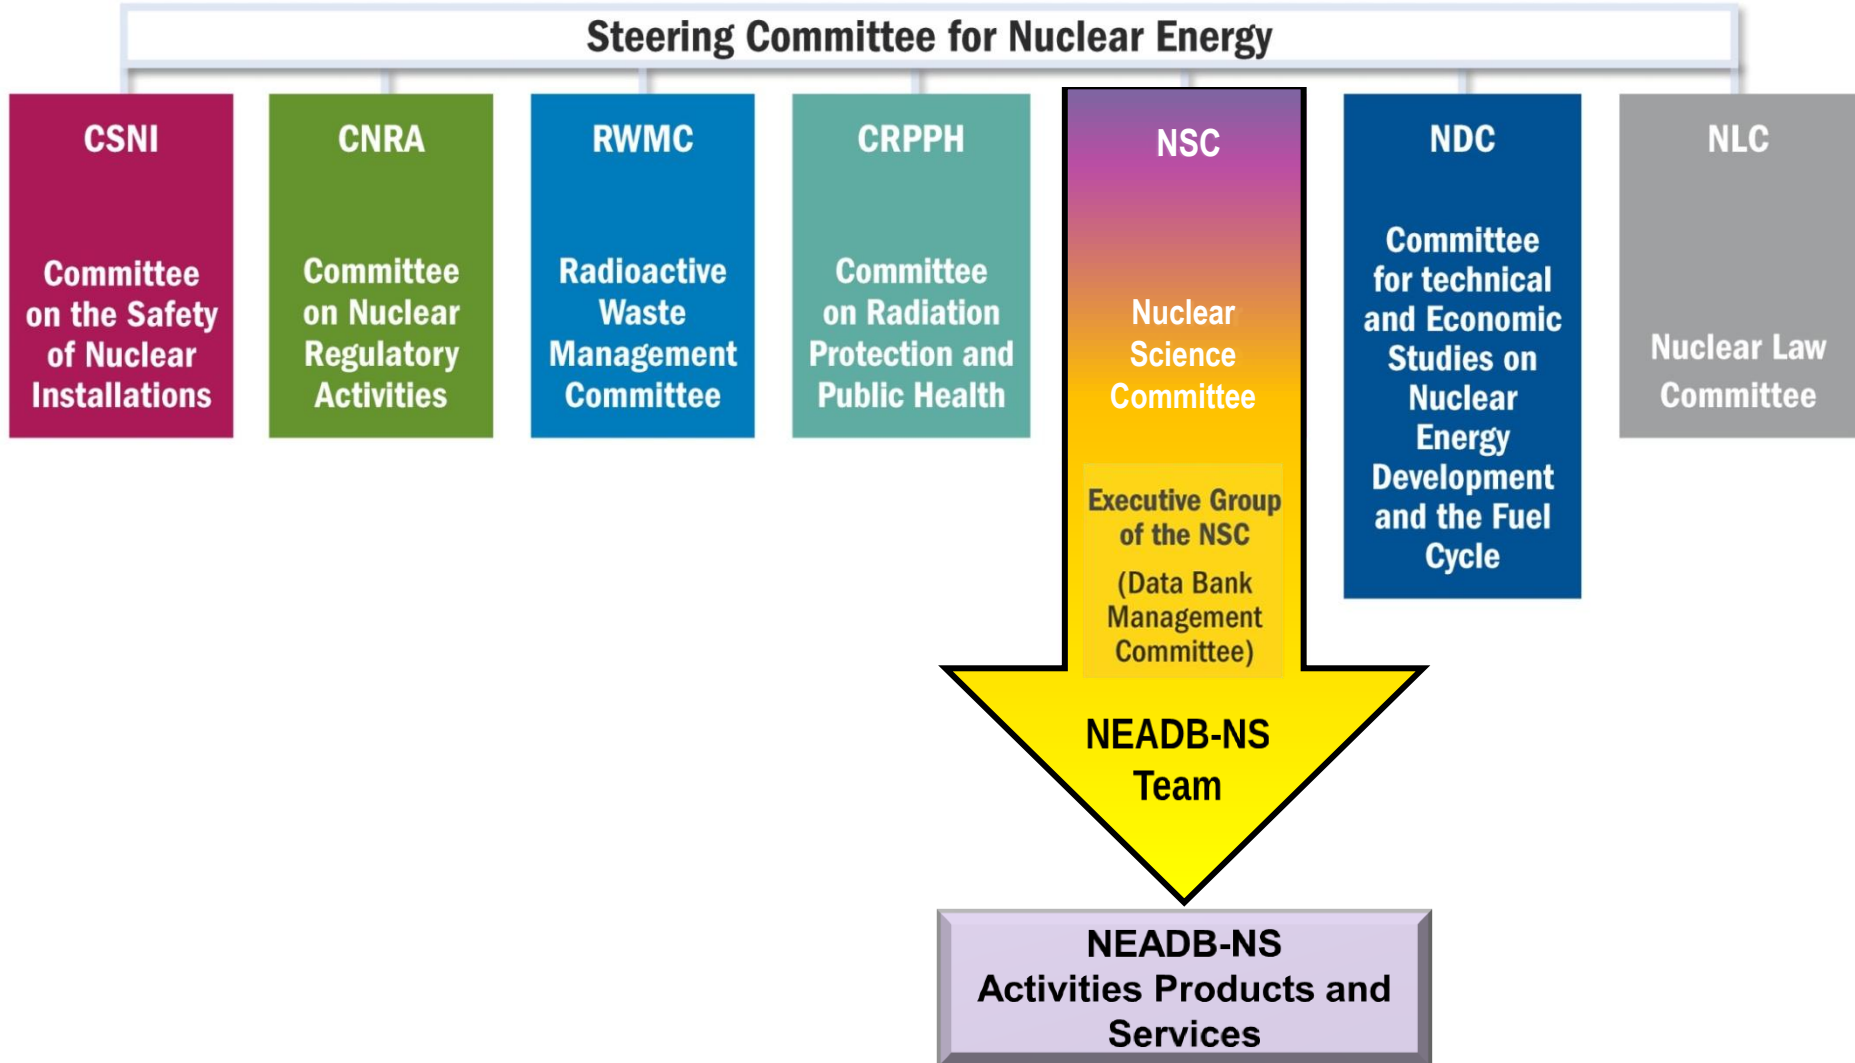 Steering Committee for Nuclear Energy
CSNI
Committee
on the Safety
of Nuclear
Installations
CNRA
Committee
on Nuclear
Regulatory
Activities
RWMC
Radioactive
Waste
Management
Committee
CRPPH
Committee
on Radiation
Protection and
Public Health
NSC
Nuclear
Science
Committee
Executive Group
of the NSC
(Data Bank
Management
Committee)
NEADB-NS
Team
NDC
Committee
for technical
and Economic
Studies on
Nuclear
Energy
Development
and the Fuel
Cycle
NLC
Nuclear Law
Committee
NEADB-NS
Activities Products and
Services